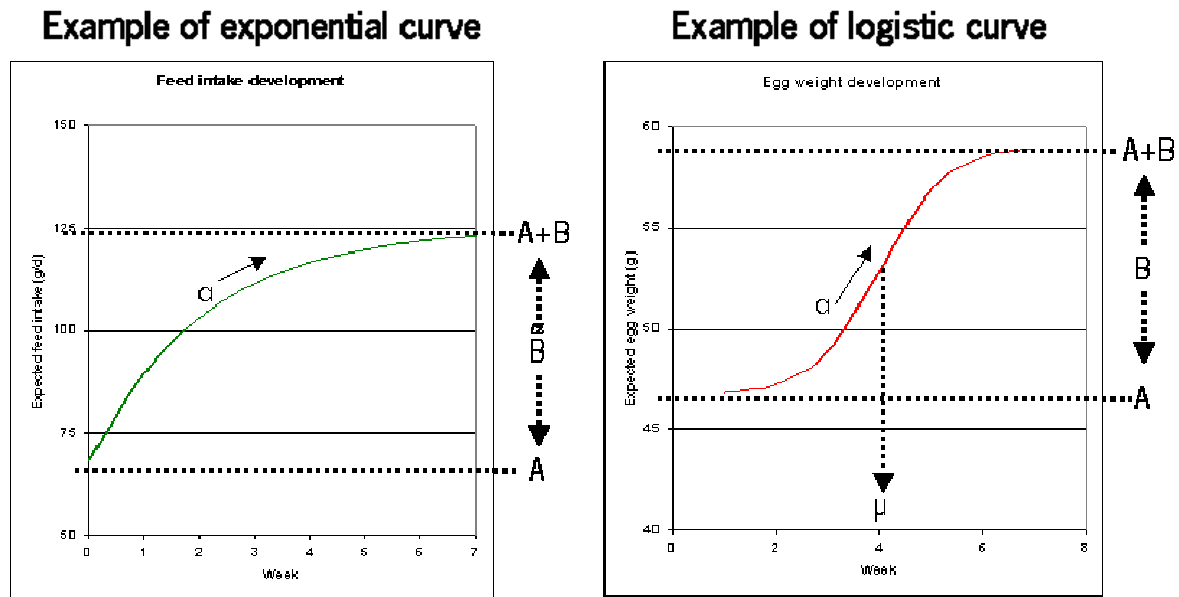 Example of exponential curve
Feed intake development
Expected feed intake (g/d)
150
125
100
75
50
0 1 2 3 4 5 6 7
Week
α
A+B
B
A
Example of logistic curve
Egg weight development
Expected egg weight (g)
60
55
50
45
40
0 2 4 6 8
Week
α
μ
A+B
B
A